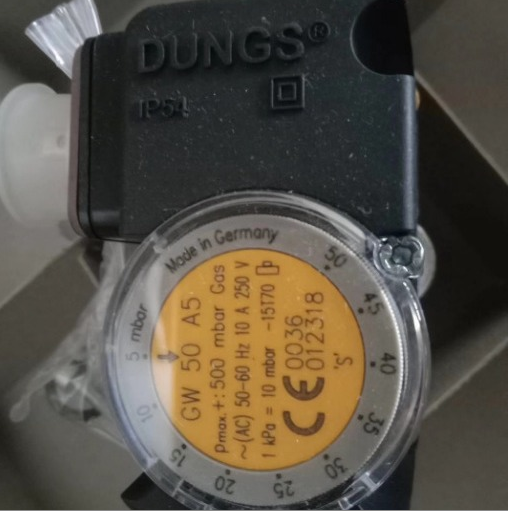 DUNGS®
IP54
Made in Germany
mbar
5
10
15
20
25
30
35
40
45
50
GW 50 A5
pmax.+:500 mbar Gas
~(AC) 50-60 Hz 10 A 250 V
1 kPa = 10 mbar -15T70
CE 0036
012318
'S'